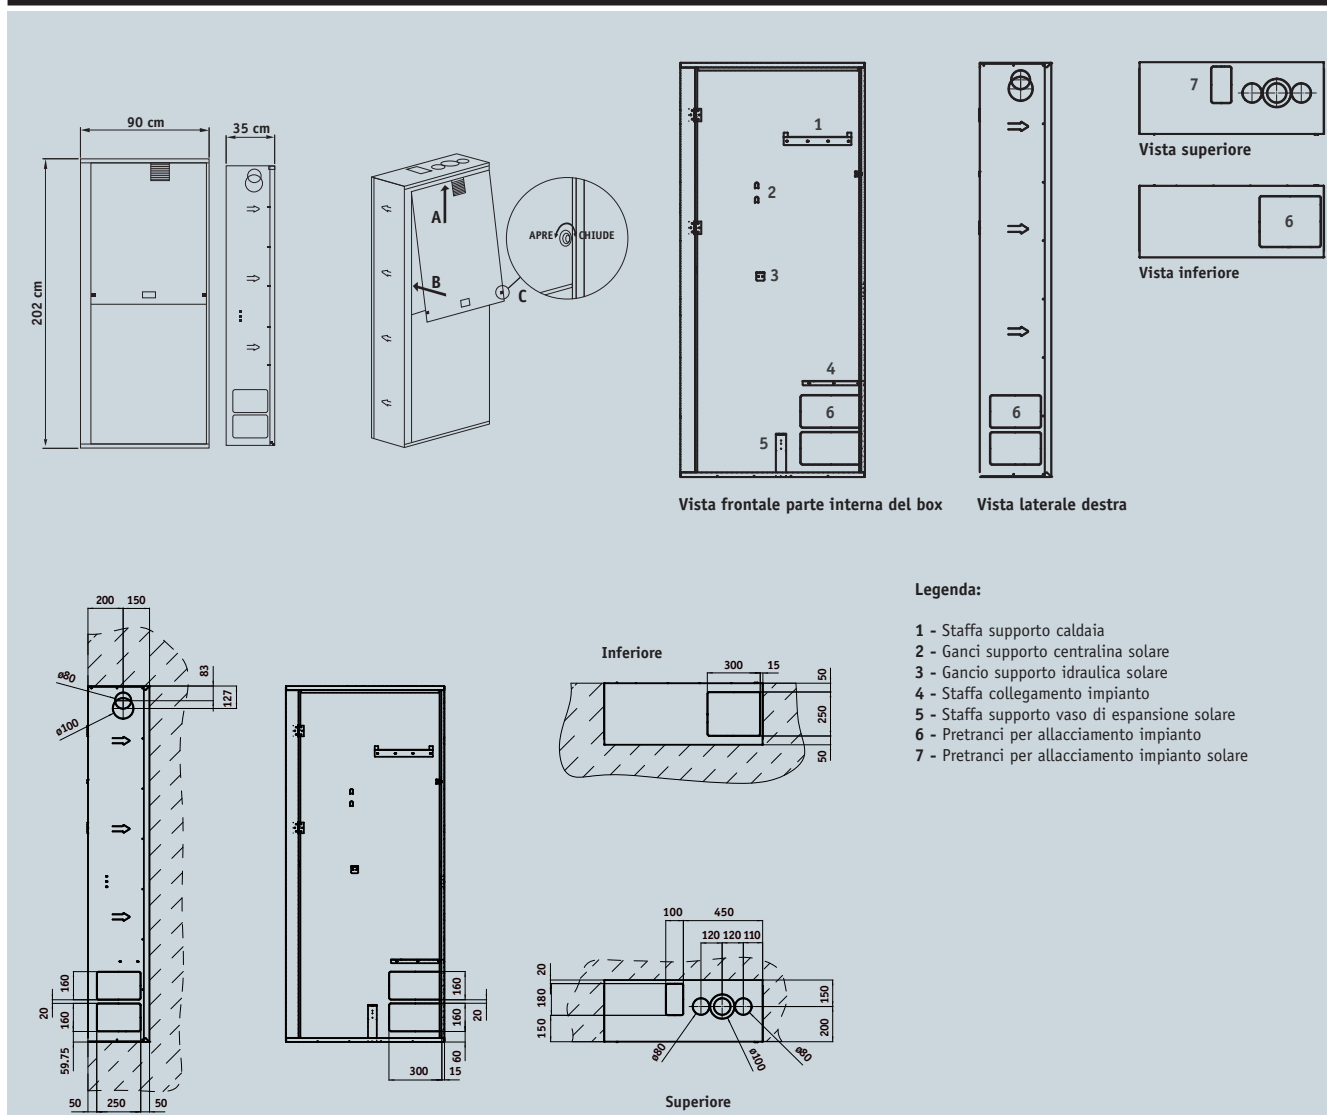 90 cm
35 cm
202 cm
A
B
C
APRE
CHIUDE
1
2
3
4
6
5
Vista frontale parte interna del box
6
Vista laterale destra
7
Vista superiore
6
Vista inferiore
200 150
83
127
ø80
ø100
160
20
160
59.75
50 250 50
160
160
20
60
300 15
Inferiore
300 15
50
250
50
100 450
120 120 110
20
180
150
150
200
ø80
ø100
ø80
Superiore
Legenda:
1 - Staffa supporto caldaia
2 - Ganci supporto centralina solare
3 - Gancio supporto idraulica solare
4 - Staffa collegamento impianto
5 - Staffa supporto vaso di espansione solare
6 - Pretranci per allacciamento impianto
7 - Pretranci per allacciamento impianto solare